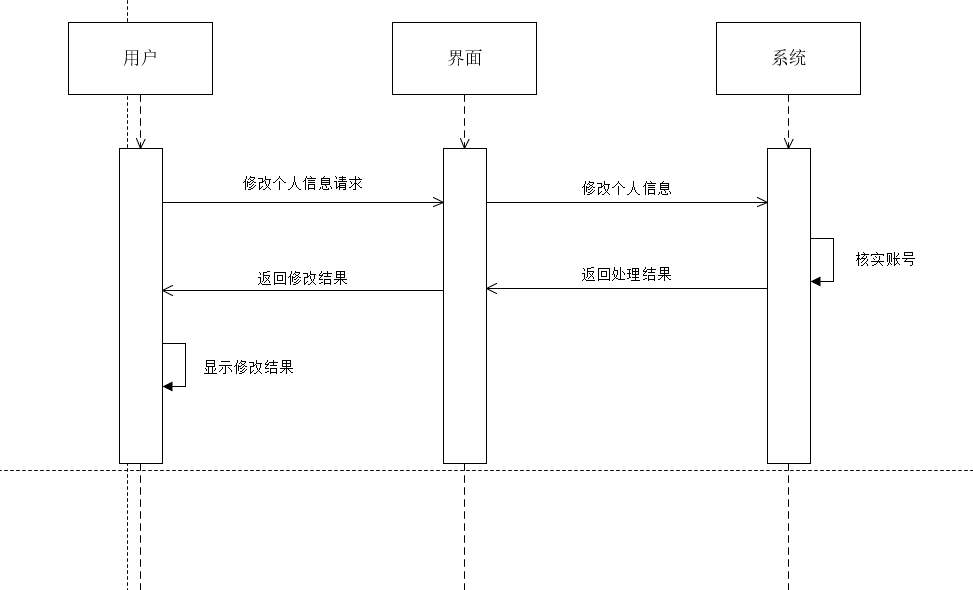 用户
界面
系统
修改个人信息请求
修改个人信息
核实账号
返回修改结果
返回处理结果
显示修改结果